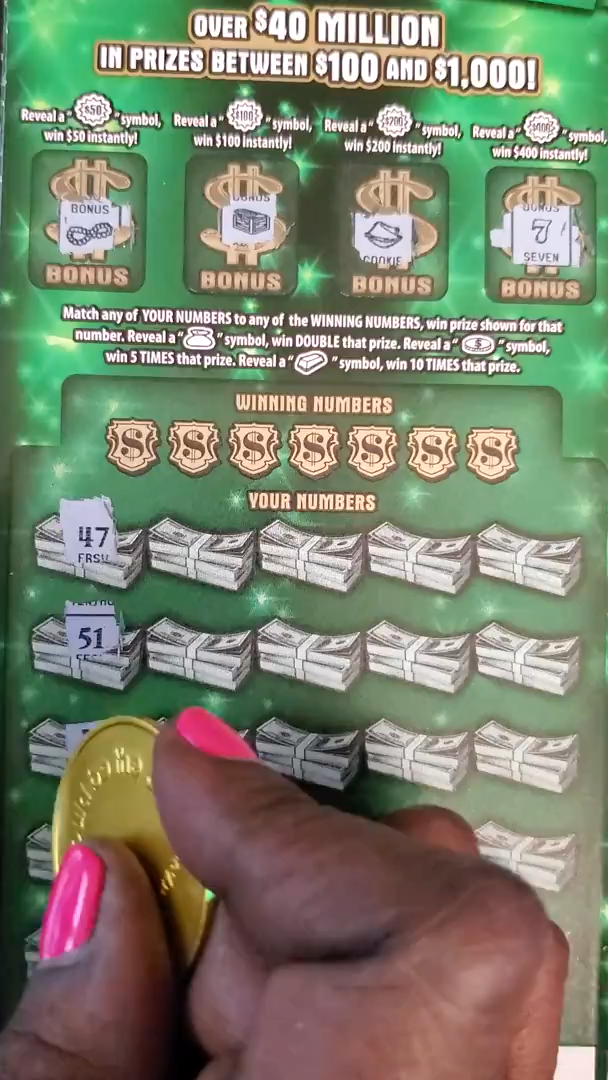 OVER $40 MILLION
IN PRIZES BETWEEN $100 AND $1,000!
Reveal a "$50" symbol, win $50 instantly!
Reveal a "$100" symbol, win $100 instantly!
Reveal a "$200" symbol, win $200 instantly!
Reveal a "$400" symbol, win $400 instantly!
BONUS
BONUS
BONUS
BONUS
COOKIE
BONUS
BONUS
7
SEVEN
BONUS
Match any of YOUR NUMBERS to any of the WINNING NUMBERS, win prize shown for that
number. Reveal a " " symbol, win DOUBLE that prize. Reveal a " " symbol,
win 5 TIMES that prize. Reveal a " " symbol, win 10 TIMES that prize.
WINNING NUMBERS
$ $ $ $ $ $ $
YOUR NUMBERS
47
FRSV
51